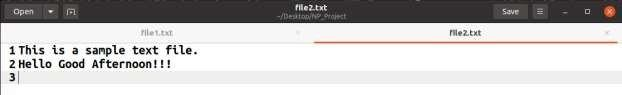 Open
file2.txt
~/Desktop/NP_Project
Save
file1.txt
file2.txt
1 This is a sample text file.
2 Hello Good Afternoon!!!
3